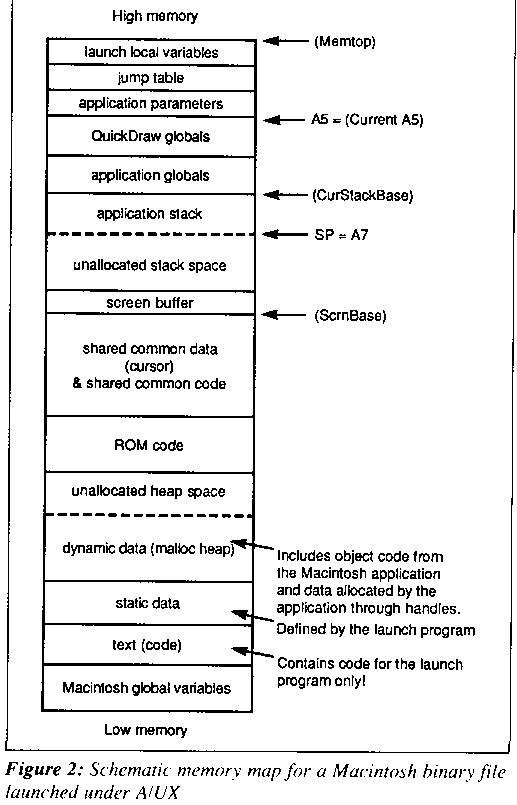 High memory
launch local variables
(Memtop)
jump table
application parameters
A5 = (Current A5)
QuickDraw globals
application globals
(CurStackBase)
application stack
SP = A7
unallocated stack space
screen buffer
(ScrnBase)
shared common data
(cursor)
& shared common code
ROM code
unallocated heap space
dynamic data (malloc heap)
Includes object code from
the Macintosh application
and data allocated by the
application through handles.
static data
Defined by the launch program
text (code)
Contains code for the launch
program only!
Macintosh global variables
Low memory
Figure 2: Schematic memory map for a Macintosh binary file
launched under A/UX